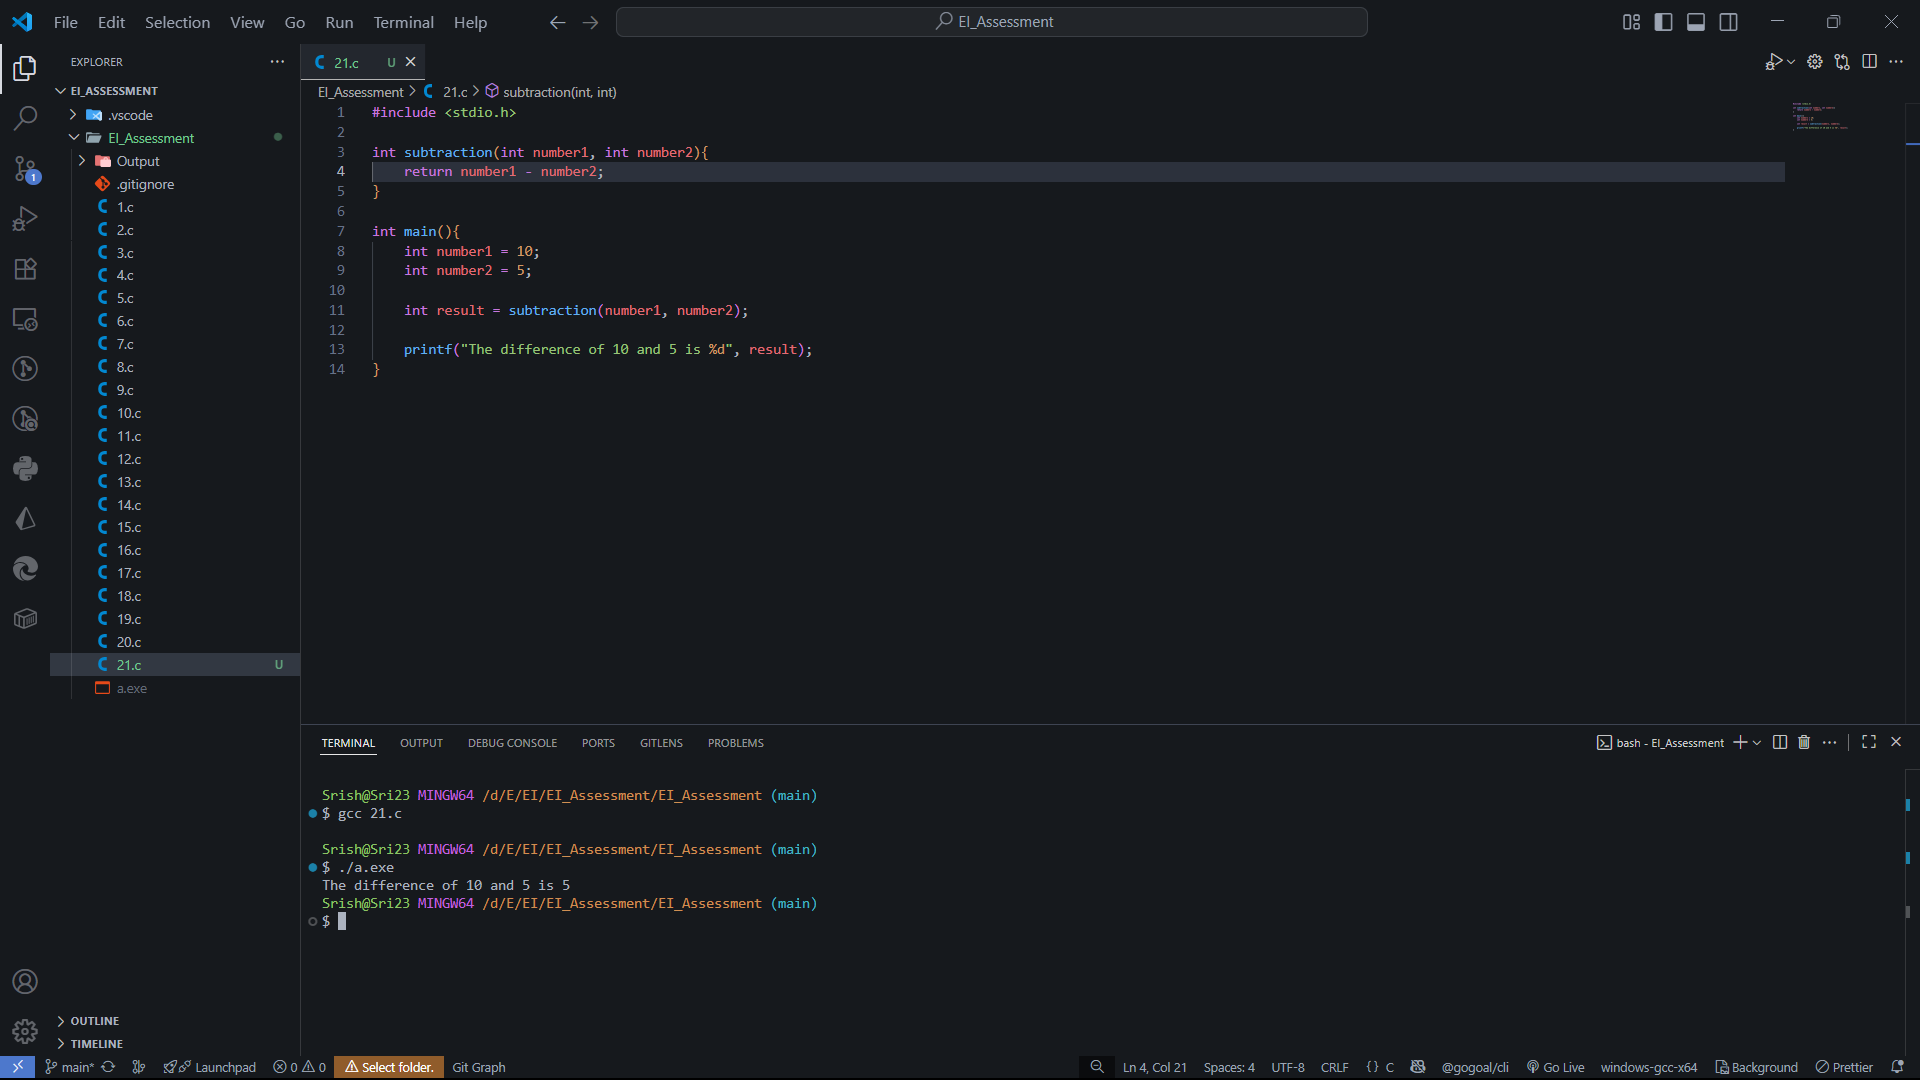 File Edit Selection View Go Run Terminal Help
EI_Assessment
EXPLORER
EI_ASSESSMENT
.vscode
EI_Assessment
Output
.gitignore
1.c
2.c
3.c
4.c
5.c
6.c
7.c
8.c
9.c
10.c
11.c
12.c
13.c
14.c
15.c
16.c
17.c
18.c
19.c
20.c
21.c U
a.exe
OUTLINE
TIMELINE
1
21.c U
EI_Assessment > 21.c > subtraction(int, int)
1 #include <stdio.h>
2
3 int subtraction(int number1, int number2){
4 return number1 - number2;
5 }
6
7 int main(){
8 int number1 = 10;
9 int number2 = 5;
10
11 int result = subtraction(number1, number2);
12
13 printf("The difference of 10 and 5 is %d", result);
14 }
TERMINAL OUTPUT DEBUG CONSOLE PORTS GITLENS PROBLEMS
bash - EI_Assessment
Srish@Sri23 MINGW64 /d/E/EI/EI_Assessment/EI_Assessment (main)
$ gcc 21.c
Srish@Sri23 MINGW64 /d/E/EI/EI_Assessment/EI_Assessment (main)
$ ./a.exe
The difference of 10 and 5 is 5
Srish@Sri23 MINGW64 /d/E/EI/EI_Assessment/EI_Assessment (main)
$
main* Launchpad 0 0 Select folder. Git Graph Ln 4, Col 21 Spaces: 4 UTF-8 CRLF {} C @gogoal/cli Go Live windows-gcc-x64 Background Prettier